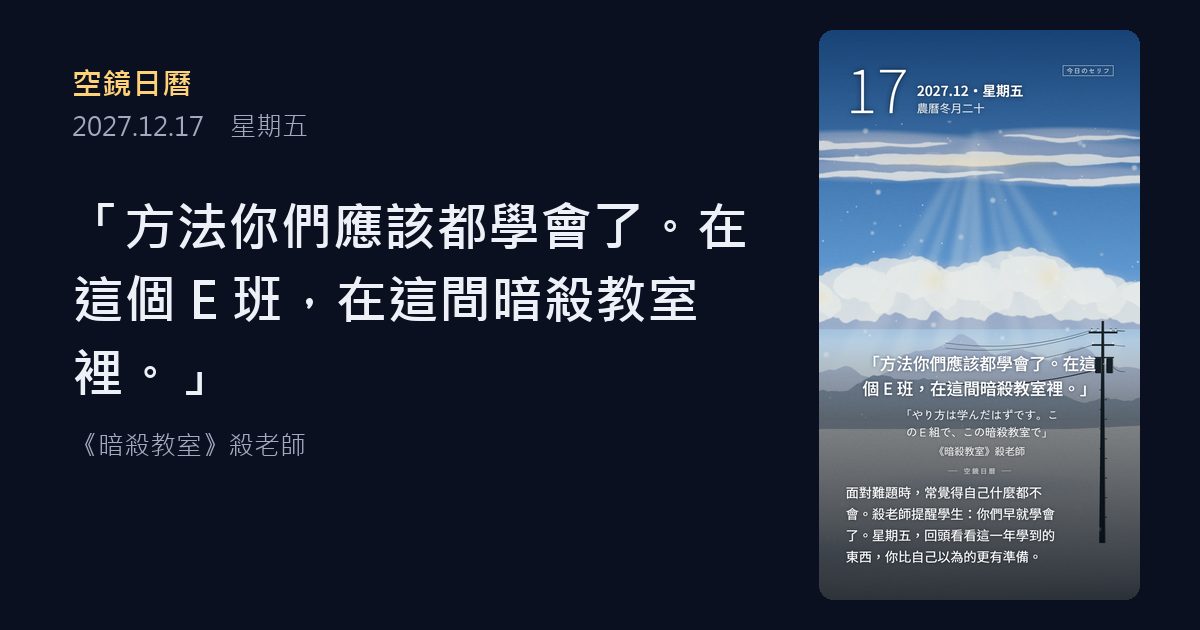 空鏡日曆
2027.12.17 星期五
「方法你們應該都學會了。在
這個 E 班，在這間暗殺教室
裡。」
《暗殺教室》殺老師
今日のセリフ
17
2027.12・星期五
農曆冬月二十
「方法你們應該都學會了。在這
個 E 班，在這間暗殺教室裡。」
「やり方は学んだはずです。こ
のＥ組で、この暗殺教室で」
《暗殺教室》殺老師
— 空鏡日曆 —
面對難題時，常覺得自己什麼都不
會。殺老師提醒學生：你們早就學會
了。星期五，回頭看看這一年學到的
東西，你比自己以為的更有準備。